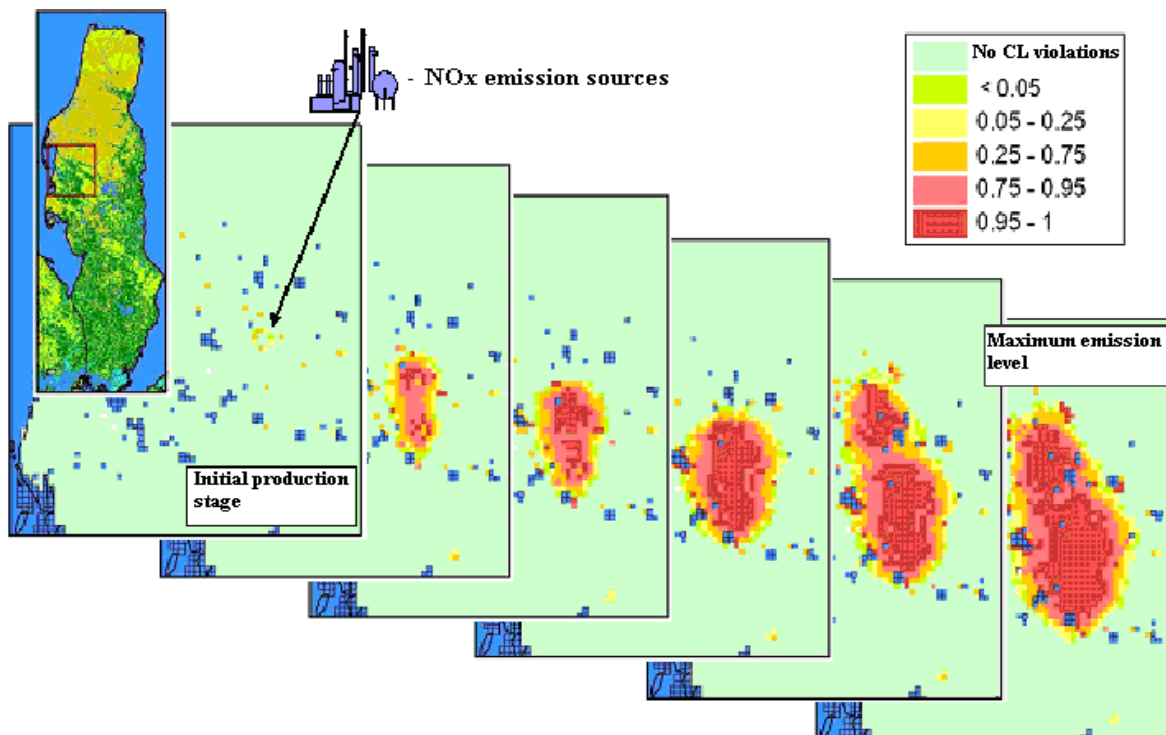 - NOx emission sources
No CL violations
< 0.05
0.05 - 0.25
0.25 - 0.75
0.75 - 0.95
0.95 - 1
Maximum emission
level
Initial production
stage